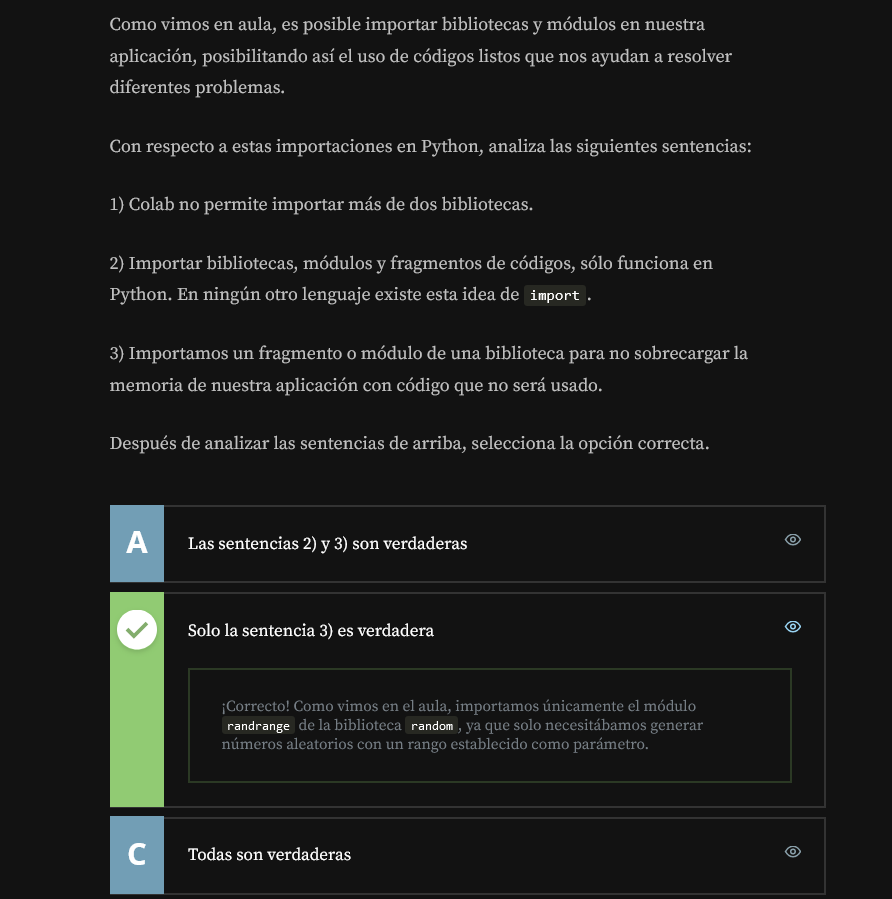 Como vimos en aula, es posible importar bibliotecas y módulos en nuestra
aplicación, posibilitando así el uso de códigos listos que nos ayudan a resolver
diferentes problemas.
Con respecto a estas importaciones en Python, analiza las siguientes sentencias:
1) Colab no permite importar más de dos bibliotecas.
2) Importar bibliotecas, módulos y fragmentos de códigos, sólo funciona en
Python. En ningún otro lenguaje existe esta idea de import.
3) Importamos un fragmento o módulo de una biblioteca para no sobrecargar la
memoria de nuestra aplicación con código que no será usado.
Después de analizar las sentencias de arriba, selecciona la opción correcta.
A Las sentencias 2) y 3) son verdaderas
Solo la sentencia 3) es verdadera
¡Correcto! Como vimos en el aula, importamos únicamente el módulo
randrange de la biblioteca random, ya que solo necesitábamos generar
números aleatorios con un rango establecido como parámetro.
C Todas son verdaderas